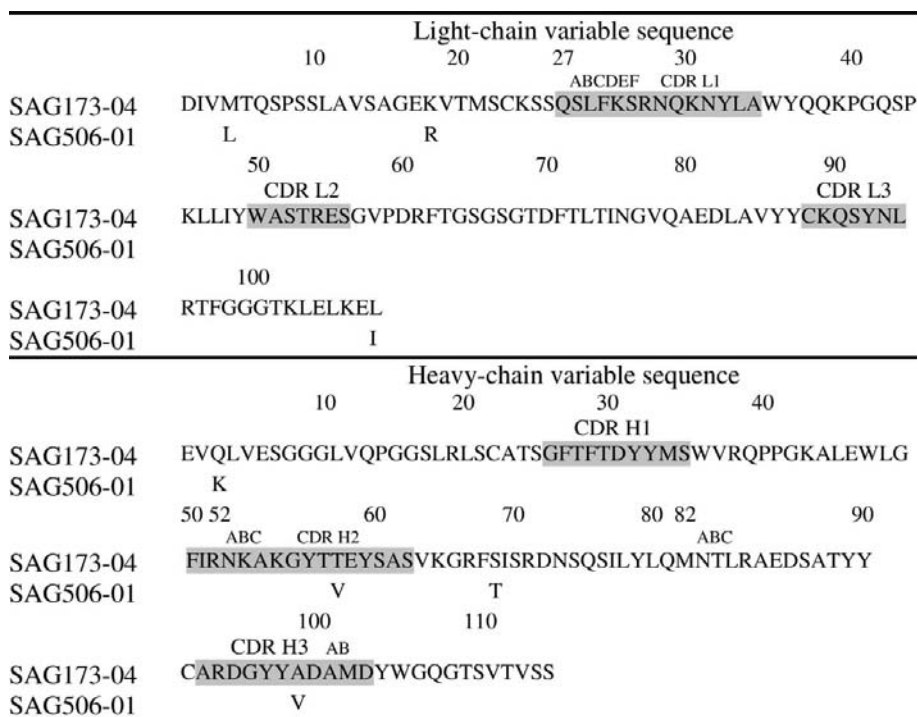 Light-chain variable sequence
10 20 27 30 40
ABCDEF CDR L1
SAG173-04 DIVMTQSPSSLAVSAGEKVTMSCKSSQSLFKSRNQKNYLAWYQQKPGQSP
SAG506-01 L R
50 60 70 80 90
CDR L2 CDR L3
SAG173-04 KLLIYWASTRESGVPDRFTGSGSGTDFTLTINGVQAEDLAVYYCKQSYNL
SAG506-01
100
SAG173-04 RTFGGGTKLELKEL
SAG506-01 I
Heavy-chain variable sequence
10 20 30 40
CDR H1
SAG173-04 EVQLVESGGGLVQPGGSLRLSCATSGFTFTDYYMSWVRQPPGKALEWLG
SAG506-01 K
50 52 60 70 80 82 90
ABC CDR H2 ABC
SAG173-04 FIRNKAKGYTTEYSASVKGRFSISRDNSQSILYLQMNTLRAEDSATYY
SAG506-01 V T
100 110
CDR H3 AB
SAG173-04 CARDGYYADAMDYWGQGTSVTVSS
SAG506-01 V